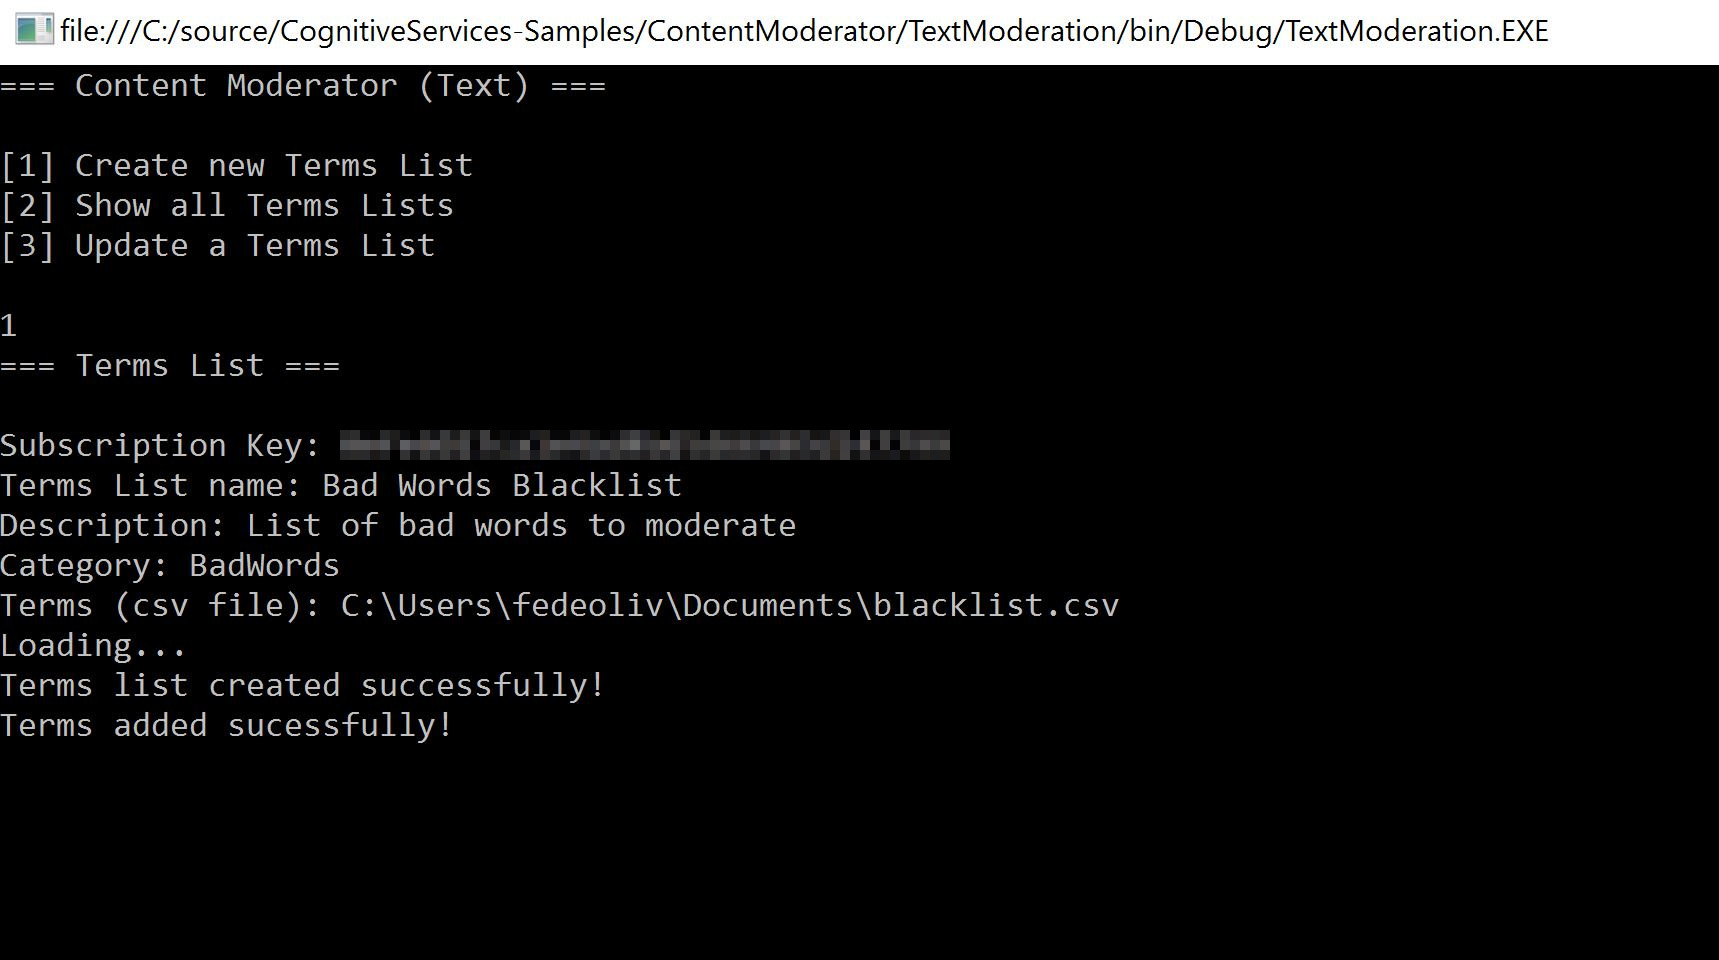 file:///C:/source/CognitiveServices-Samples/ContentModerator/TextModeration/bin/Debug/TextModeration.EXE
=== Content Moderator (Text) ===
[1] Create new Terms List
[2] Show all Terms Lists
[3] Update a Terms List
1
=== Terms List ===
Subscription Key:
Terms List name: Bad Words Blacklist
Description: List of bad words to moderate
Category: BadWords
Terms (csv file): C:\Users\fedeoliv\Documents\blacklist.csv
Loading...
Terms list created successfully!
Terms added sucessfully!